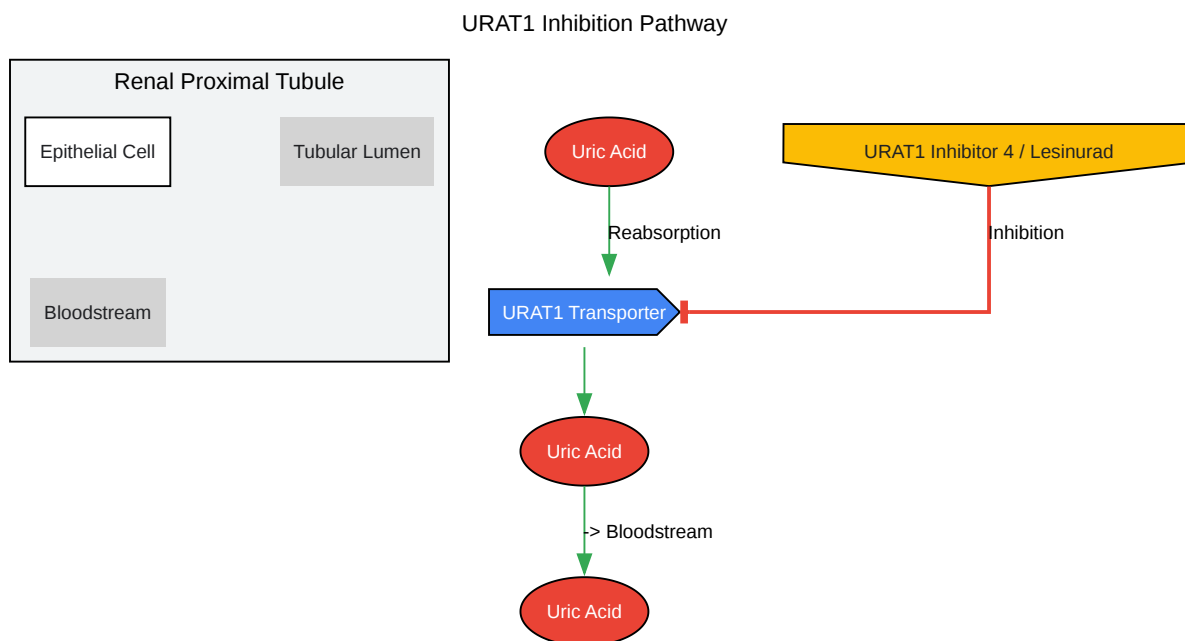 URAT1 Inhibition Pathway
Renal Proximal Tubule
Epithelial Cell
Tubular Lumen
Bloodstream
Uric Acid
URAT1 Inhibitor 4 / Lesinurad
Reabsorption
Inhibition
URAT1 Transporter
Uric Acid
-> Bloodstream
Uric Acid